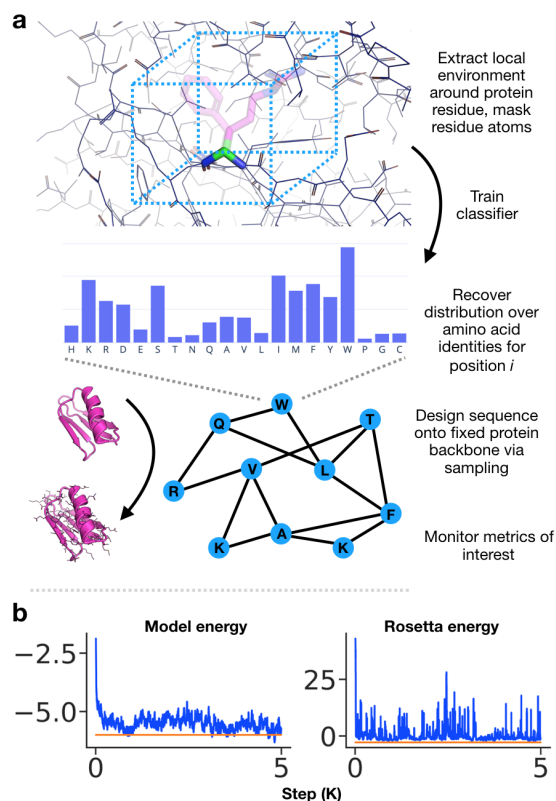 a
Extract local
environment
around protein
residue, mask
residue atoms
Train
classifier
H K R D E S T N Q A V L I M F Y W P G C
Recover
distribution over
amino acid
identities for
position i
W
Q
T
V
L
R
F
K
A
K
Design sequence
onto fixed protein
backbone via
sampling
Monitor metrics of
interest
b
Model energy
−2.5
−5.0
0
5
Rosetta energy
25
0
0
5
Step (K)